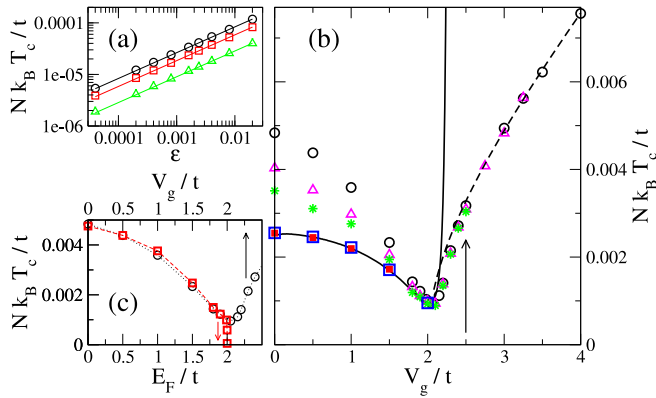 (a)
N k_B T_c / t
0.0001
1e-05
1e-06
0.0001 0.001 0.01
ε
V_g / t
0 0.5 1 1.5 2
(c)
N k_B T_c / t
0.004
0.002
0
0 0.5 1 1.5 2
E_F / t
(b)
0.006
0.004
0.002
0
N k_B T_c / t
0 1 2 3 4
V_g / t